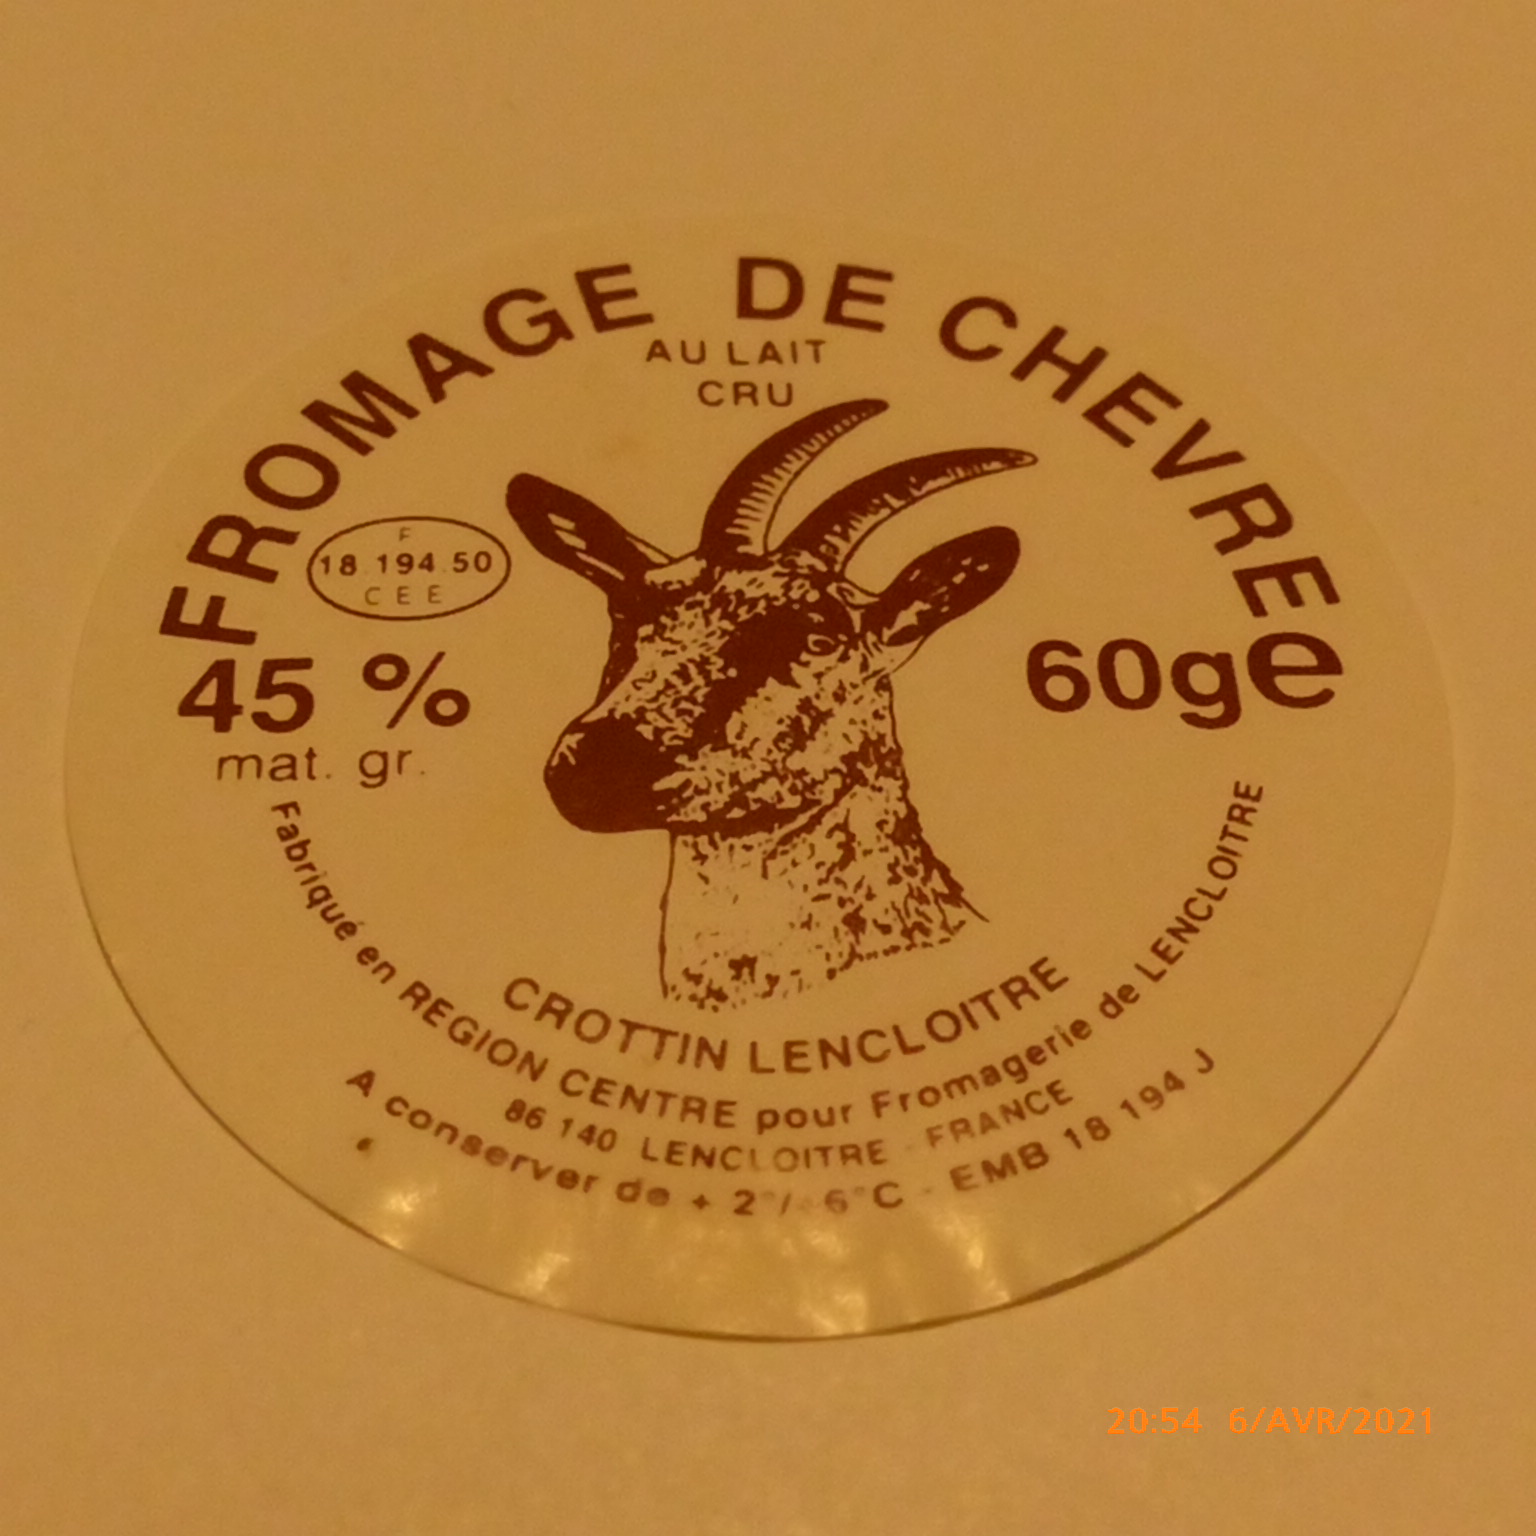 FROMAGE DE CHEVRE
AU LAIT
CRU
F
18.194.50
CEE
45 %
mat. gr.
60g e
CROTTIN LENCLOITRE
Fabriqué en REGION CENTRE pour Fromagerie de LENCLOITRE
86 140 LENCLOITRE - FRANCE
A conserver de + 2°/+6°C - EMB 18 194 J
20:54 6/AVR/2021